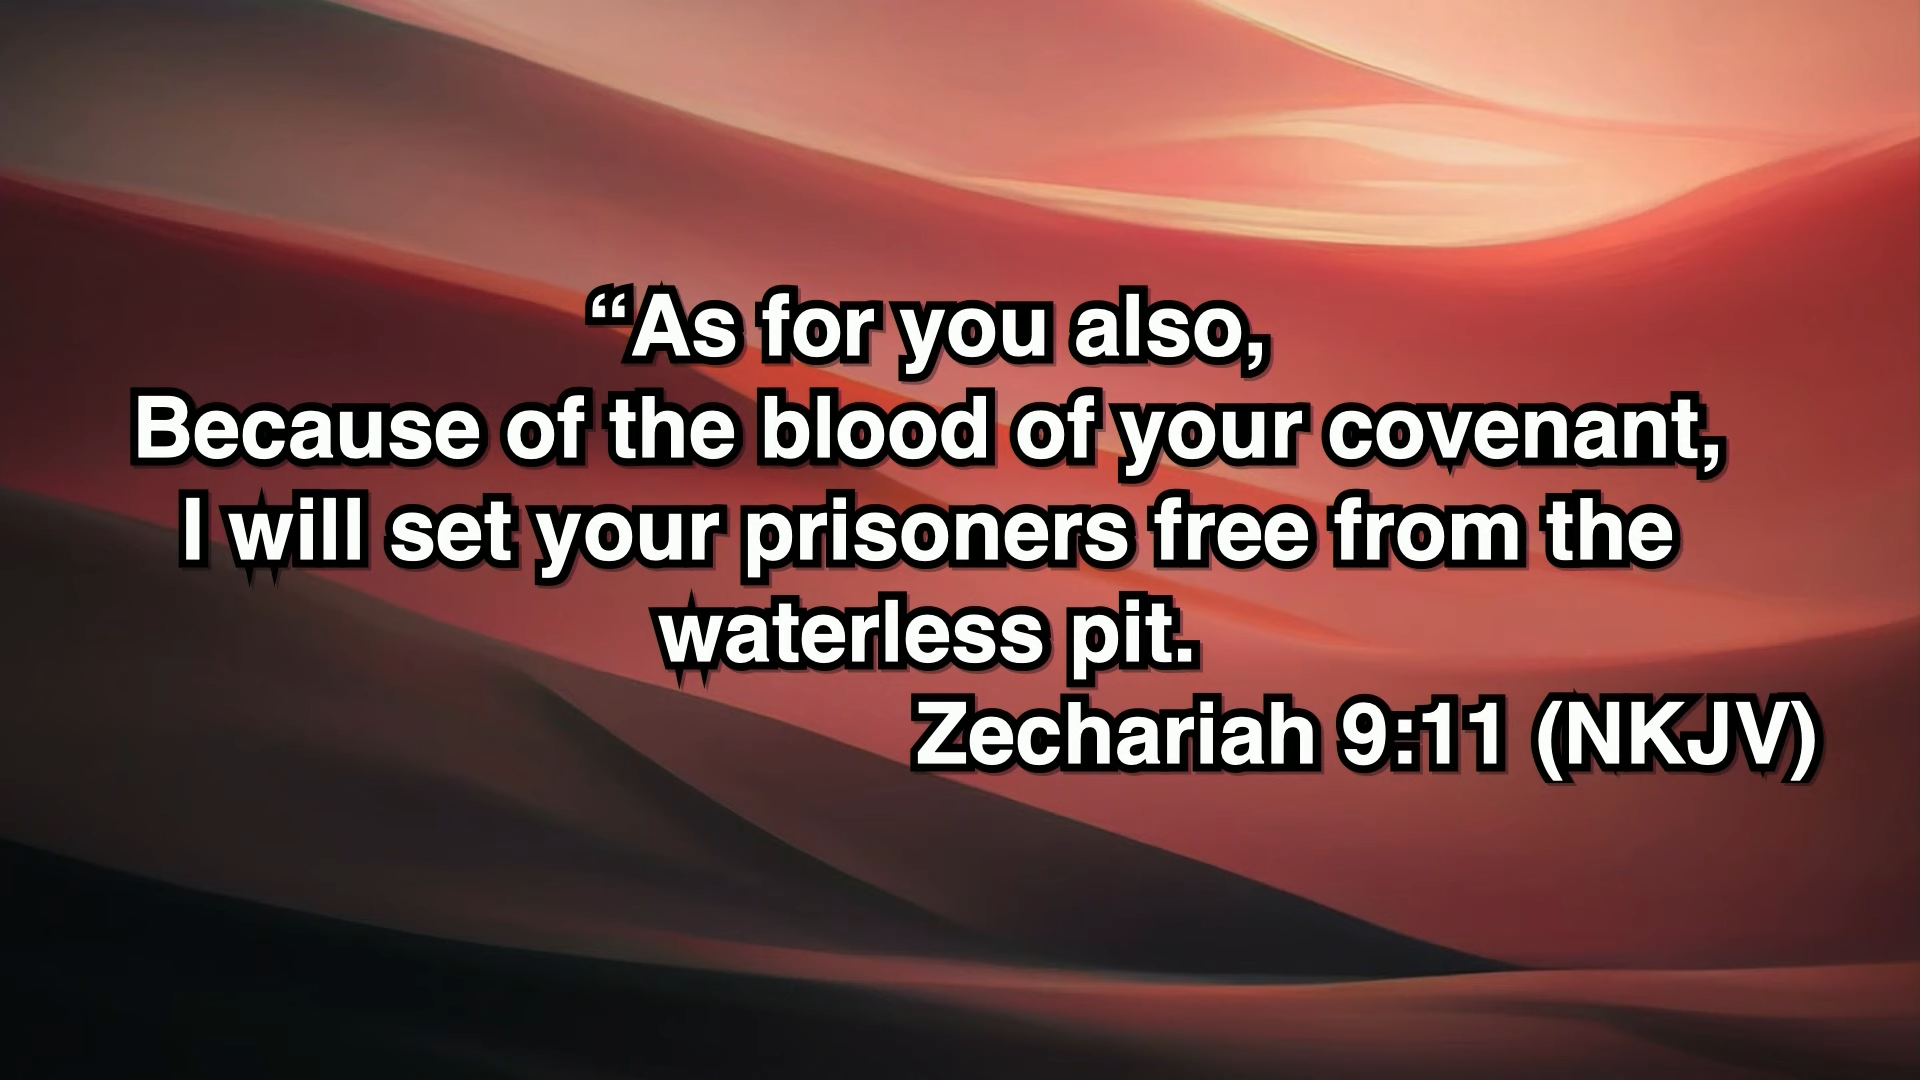 “As for you also,
Because of the blood of your covenant,
I will set your prisoners free from the
waterless pit.
Zechariah 9:11 (NKJV)